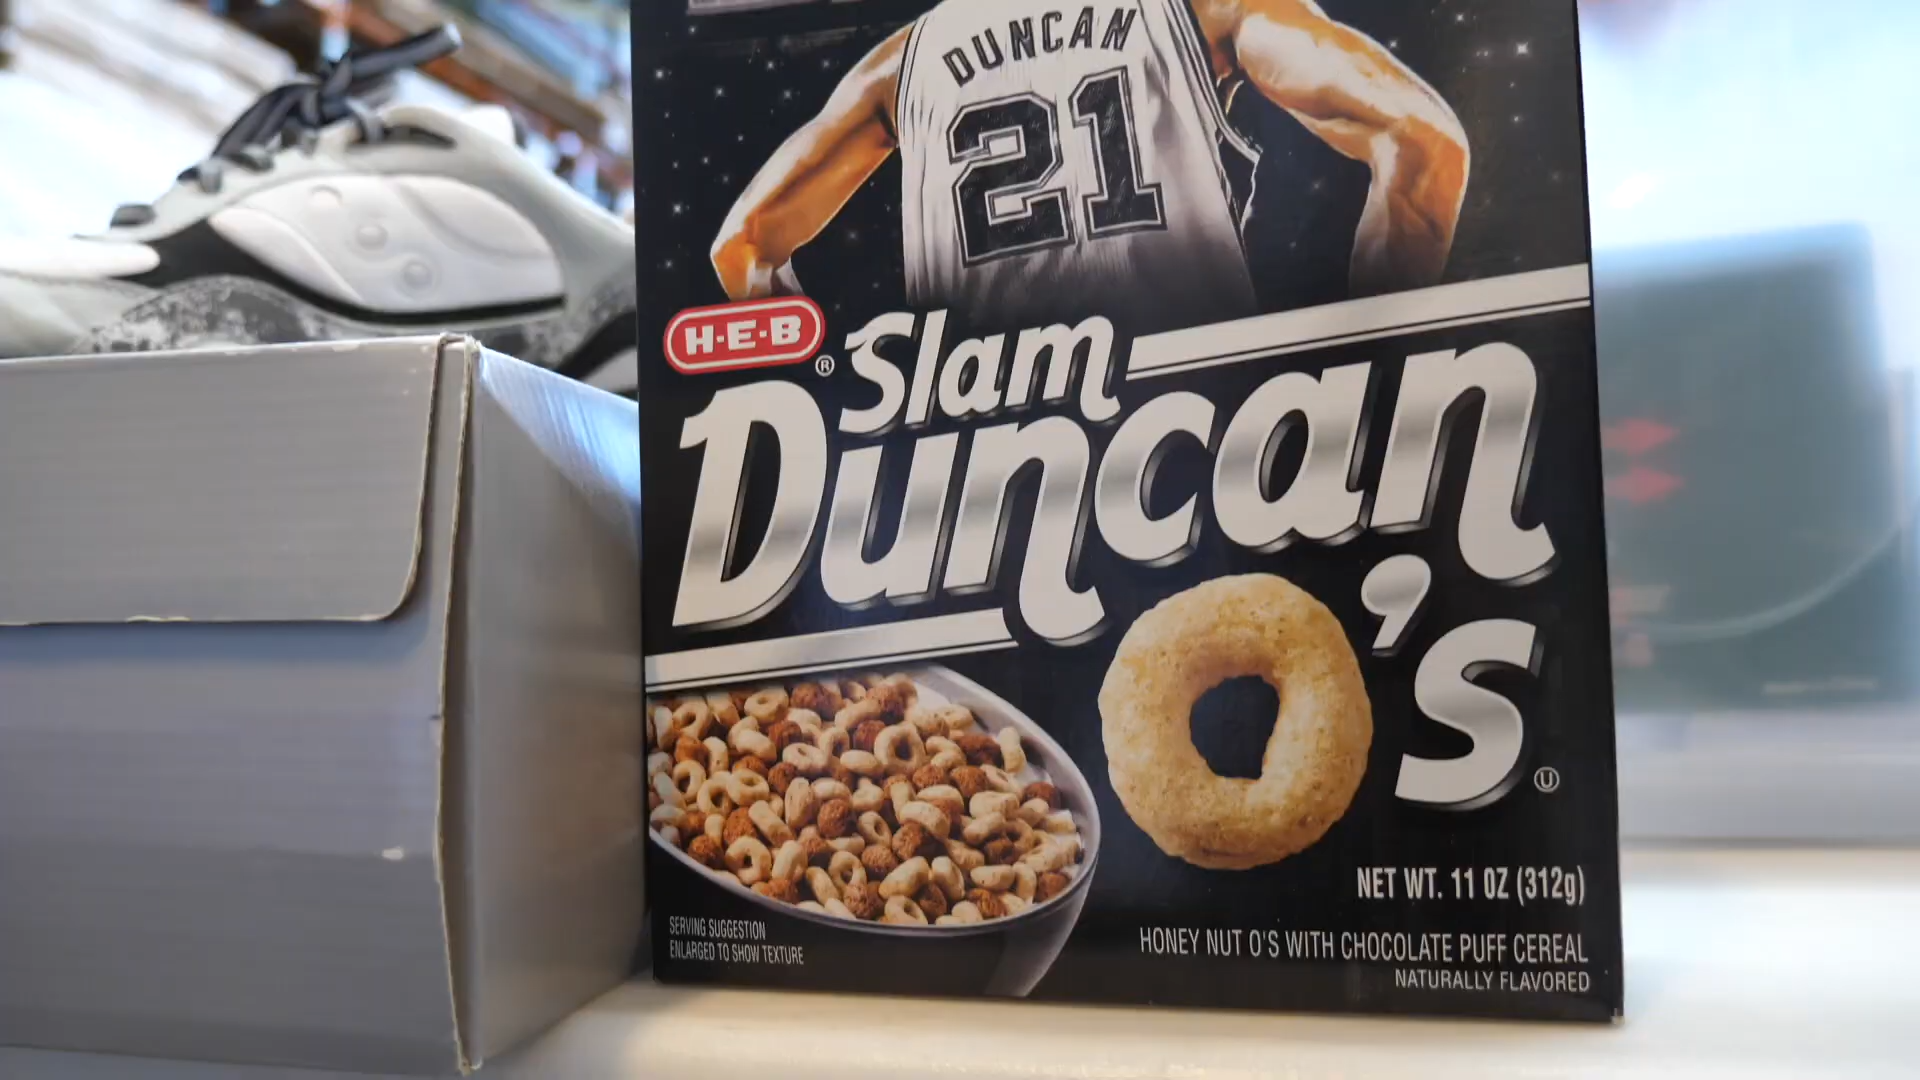 DUNCAN
21
H-E-B
®
Slam
Duncan
O's
U
NET WT. 11 OZ (312g)
SERVING SUGGESTION
ENLARGED TO SHOW TEXTURE
HONEY NUT O'S WITH CHOCOLATE PUFF CEREAL
NATURALLY FLAVORED